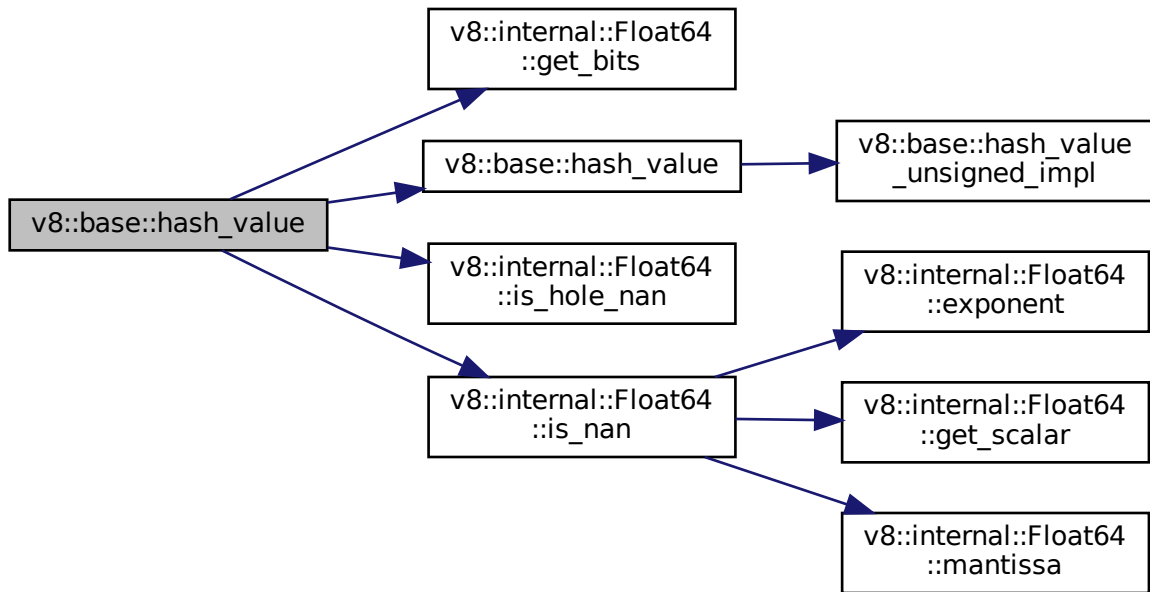 v8::internal::Float64
::get_bits
v8::base::hash_value
v8::base::hash_value
_unsigned_impl
v8::base::hash_value
v8::internal::Float64
::is_hole_nan
v8::internal::Float64
::exponent
v8::internal::Float64
::is_nan
v8::internal::Float64
::get_scalar
v8::internal::Float64
::mantissa